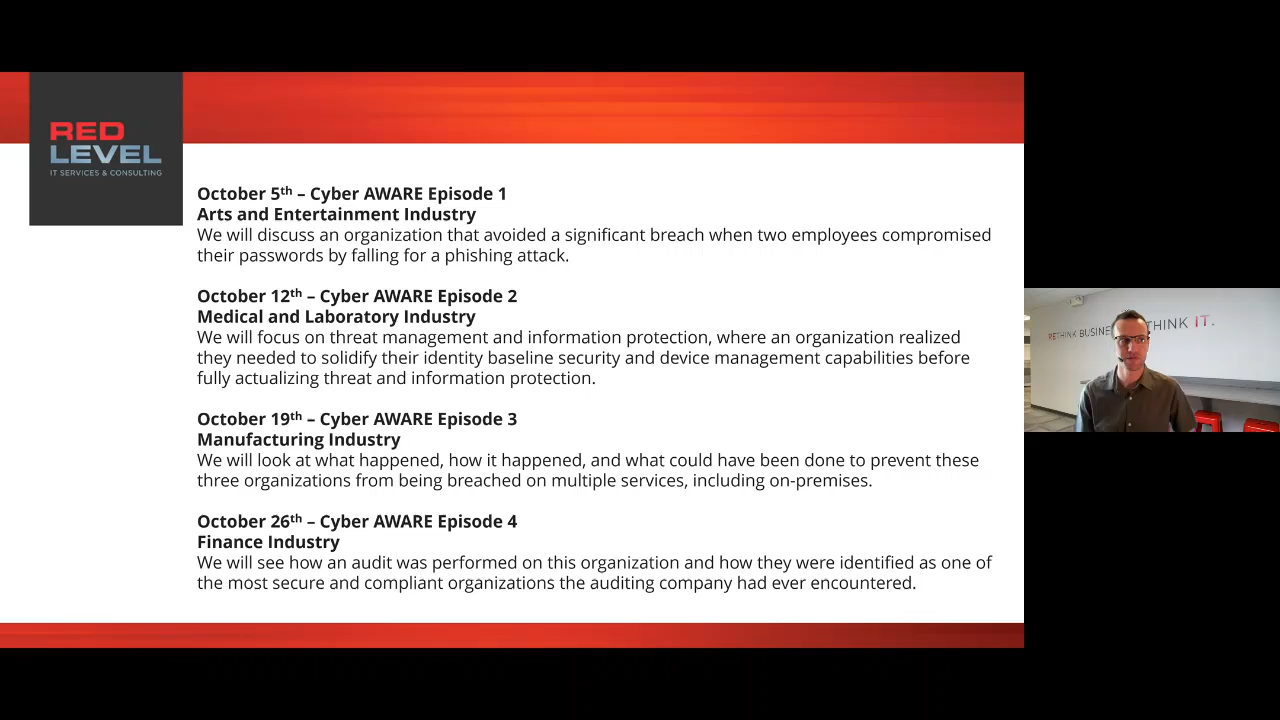 RED
LEVEL
IT SERVICES & CONSULTING
October 5th – Cyber AWARE Episode 1
Arts and Entertainment Industry
We will discuss an organization that avoided a significant breach when two employees compromised
their passwords by falling for a phishing attack.
October 12th – Cyber AWARE Episode 2
Medical and Laboratory Industry
We will focus on threat management and information protection, where an organization realized
they needed to solidify their identity baseline security and device management capabilities before
fully actualizing threat and information protection.
October 19th – Cyber AWARE Episode 3
Manufacturing Industry
We will look at what happened, how it happened, and what could have been done to prevent these
three organizations from being breached on multiple services, including on-premises.
October 26th – Cyber AWARE Episode 4
Finance Industry
We will see how an audit was performed on this organization and how they were identified as one of
the most secure and compliant organizations the auditing company had ever encountered.
RETHINK BUSINE THINK IT.